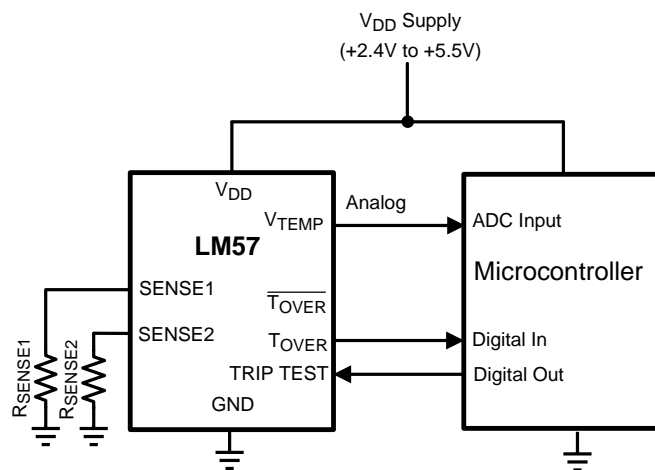 VDD Supply
(+2.4V to +5.5V)
VDD
VTEMP
Analog
ADC Input
LM57
Microcontroller
SENSE1
TOVER
SENSE2
TOVER
Digital In
TRIP TEST
Digital Out
GND
RSENSE1
RSENSE2